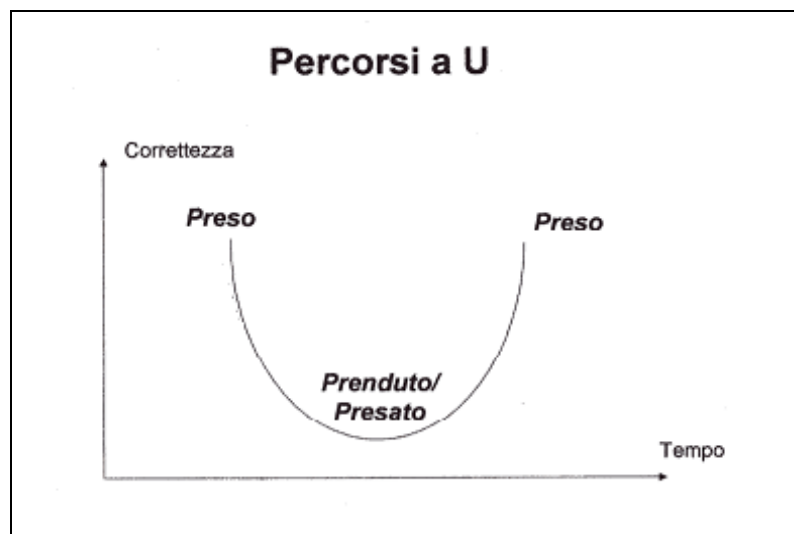 Percorsi a U
Correttezza
Preso
Preso
Prenduto/
Presato
Tempo